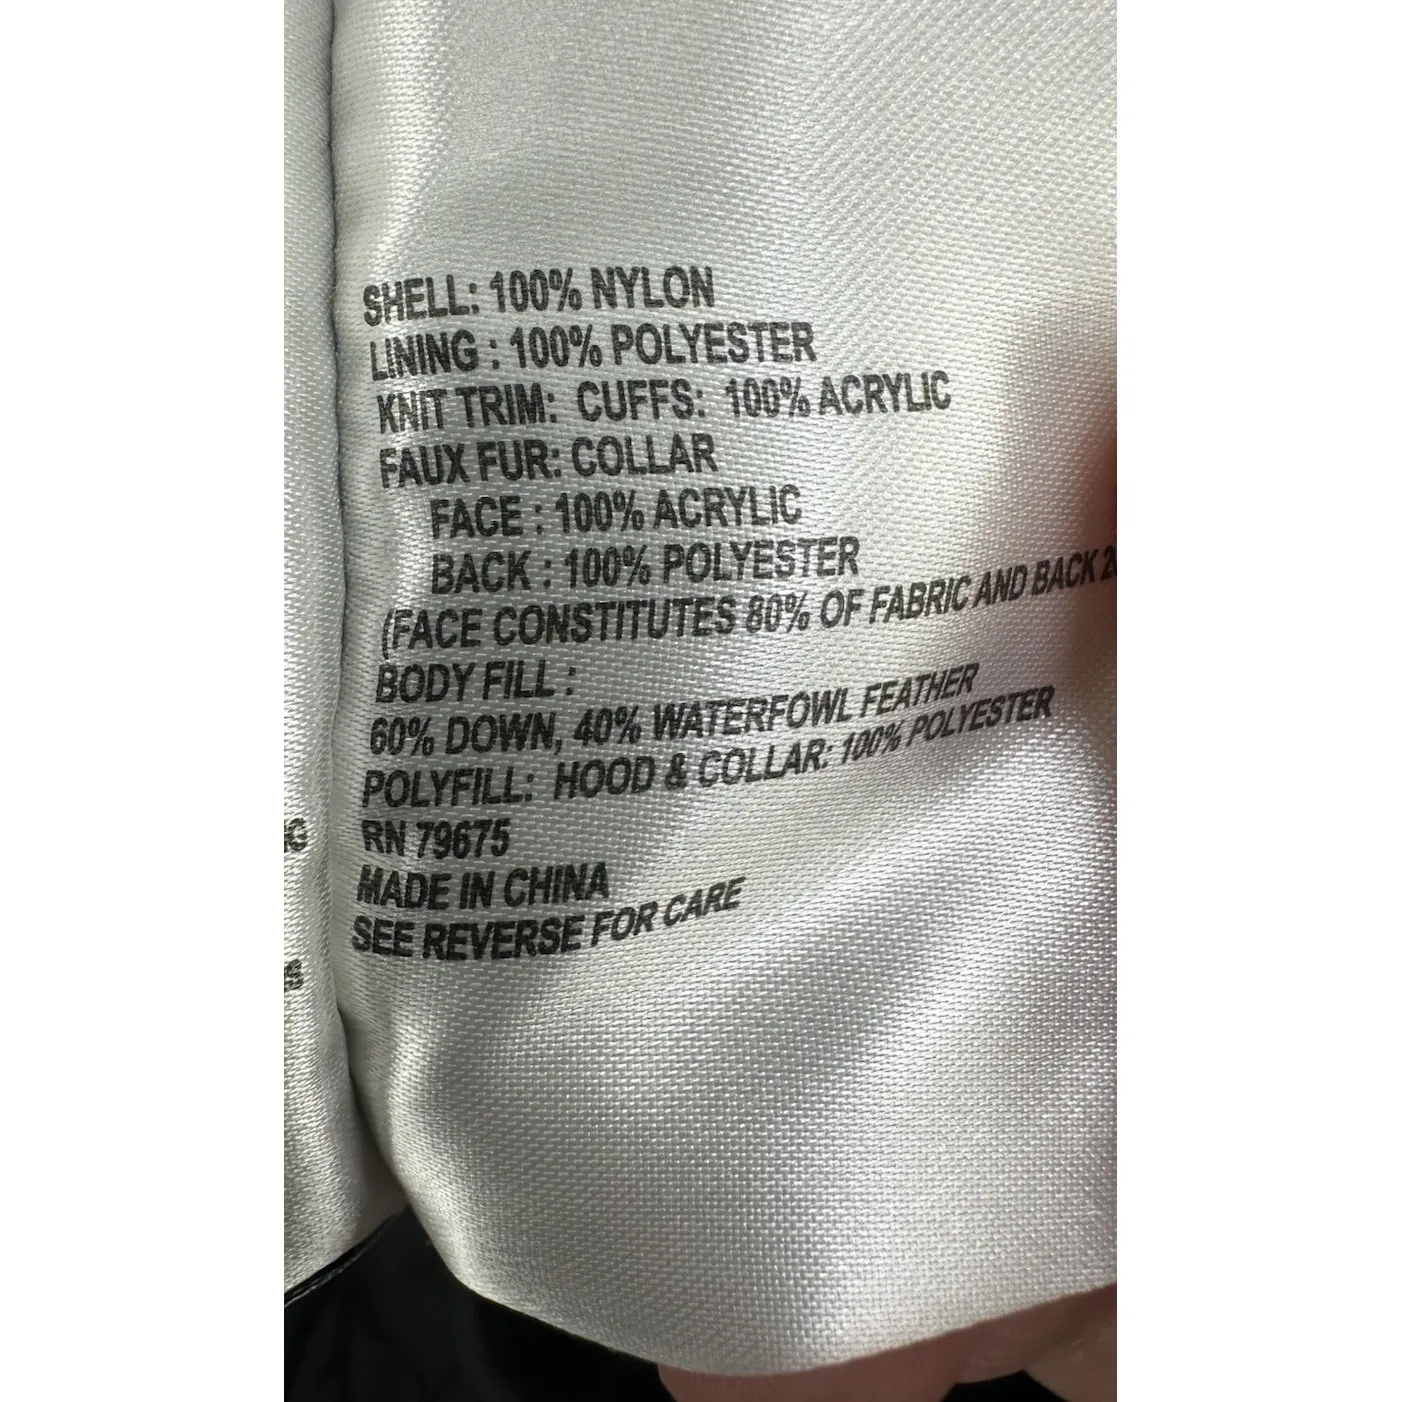 SHELL: 100% NYLON
LINING : 100% POLYESTER
KNIT TRIM: CUFFS: 100% ACRYLIC
FAUX FUR: COLLAR
FACE : 100% ACRYLIC
BACK : 100% POLYESTER
(FACE CONSTITUTES 80% OF FABRIC AND BACK
BODY FILL :
60% DOWN, 40% WATERFOWL FEATHER
POLYFILL: HOOD & COLLAR: 100% POLYESTER
RN 79675
MADE IN CHINA
SEE REVERSE FOR CARE